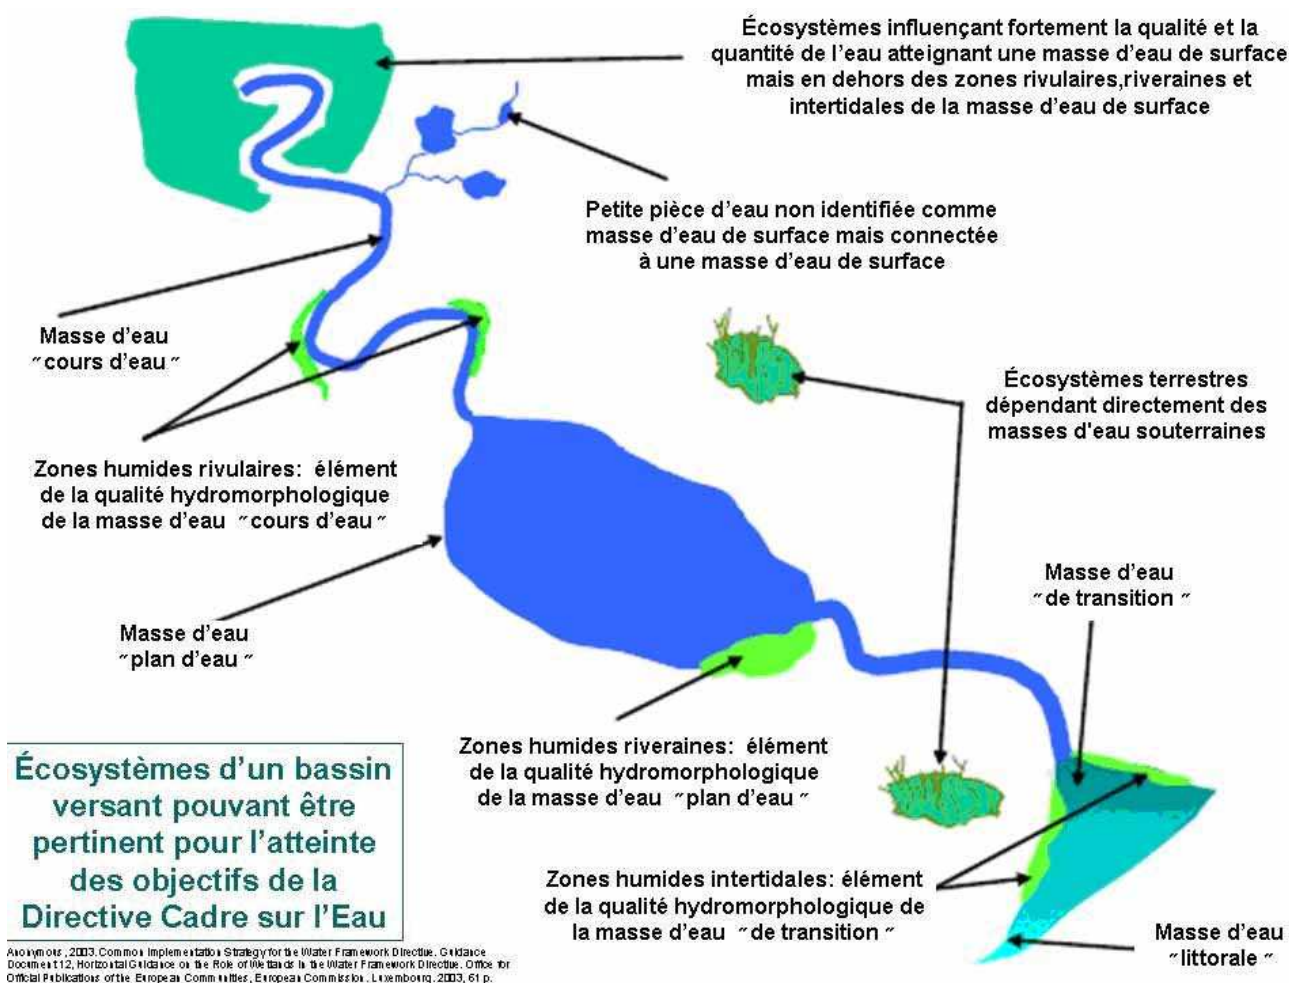 Écosystèmes influençant fortement la qualité et la
quantité de l'eau atteignant une masse d'eau de surface
mais en dehors des zones rivulaires,riveraines et
intertidales de la masse d'eau de surface
Petite pièce d'eau non identifiée comme
masse d'eau de surface mais connectée
à une masse d'eau de surface
Masse d'eau
"cours d'eau"
Écosystèmes terrestres
dépendant directement des
masses d'eau souterraines
Zones humides rivulaires: élément
de la qualité hydromorphologique
de la masse d'eau "cours d'eau"
Masse d'eau
"de transition"
Masse d'eau
"plan d'eau"
Zones humides riveraines: élément
de la qualité hydromorphologique
de la masse d'eau "plan d'eau"
Écosystèmes d'un bassin
versant pouvant être
pertinent pour l'atteinte
des objectifs de la
Directive Cadre sur l'Eau
Zones humides intertidales: élément
de la qualité hydromorphologique de
la masse d'eau "de transition"
Masse d'eau
"littorale"
Anonymous, 2003. Common Implementation Strategy for the Water Framework Directive. Guidance
Document 12, Horizontal Guidance on the Role of Wetlands in the Water Framework Directive. Office for
Official Publications of the European Communities, European Commission. Luxembourg. 2003, 61 p.